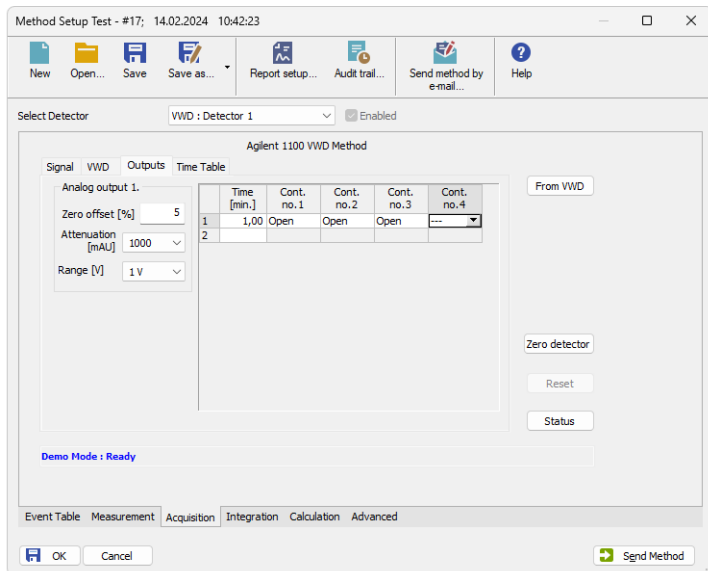 Method Setup Test - #17; 14.02.2024 10:42:23
New Open... Save Save as... Report setup... Audit trail... Send method by e-mail... Help
Select Detector VWD : Detector 1 Enabled
Agilent 1100 VWD Method
Signal VWD Outputs Time Table
Analog output 1.
Zero offset [%] 5
Attenuation [mAU] 1000
Range [V] 1 V
Time [min.] Cont. no.1 Cont. no.2 Cont. no.3 Cont. no.4
1 1,00 Open Open Open ---
2
From VWD
Zero detector
Reset
Status
Demo Mode : Ready
Event Table Measurement Acquisition Integration Calculation Advanced
OK Cancel Send Method